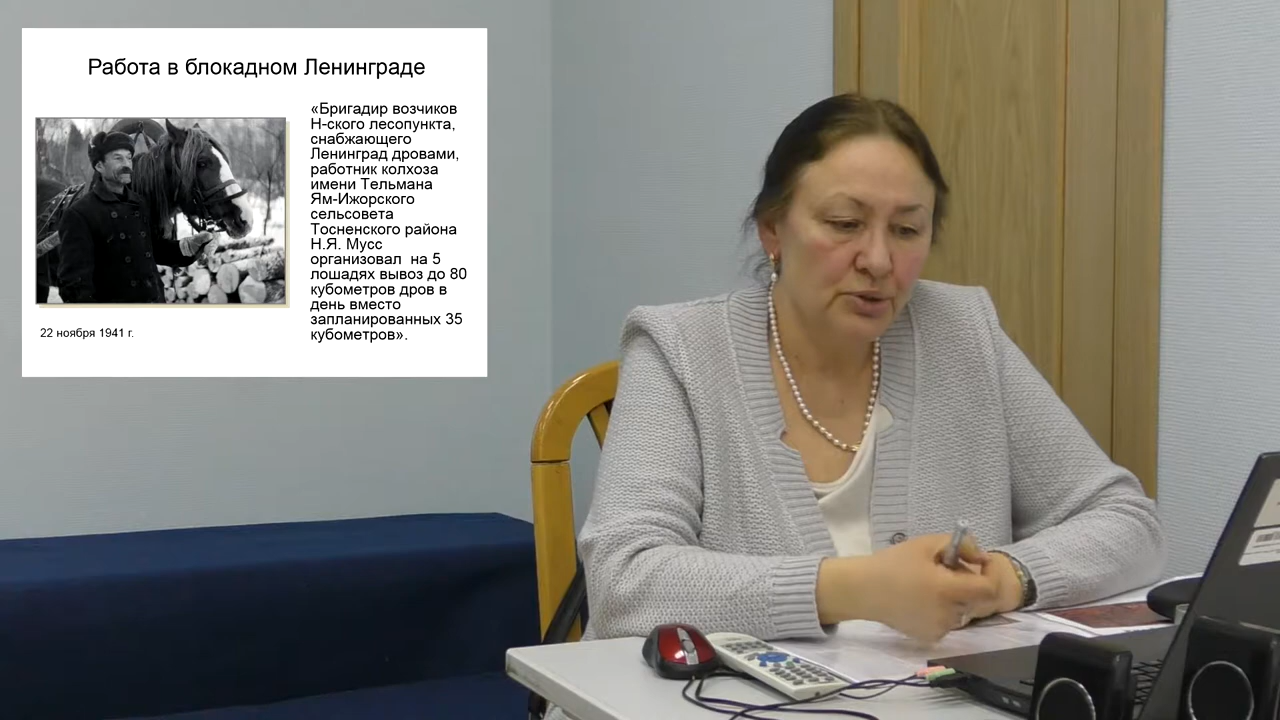 Работа в блокадном Ленинграде
«Бригадир возчиков
Н-ского лесопункта,
снабжающего
Ленинград дровами,
работник колхоза
имени Тельмана
Ям-Ижорского
сельсовета
Тосненского района
Н.Я. Мусс
организовал  на 5
лошадях вывоз до 80
кубометров дров в
день вместо
запланированных 35
кубометров».
22 ноября 1941 г.